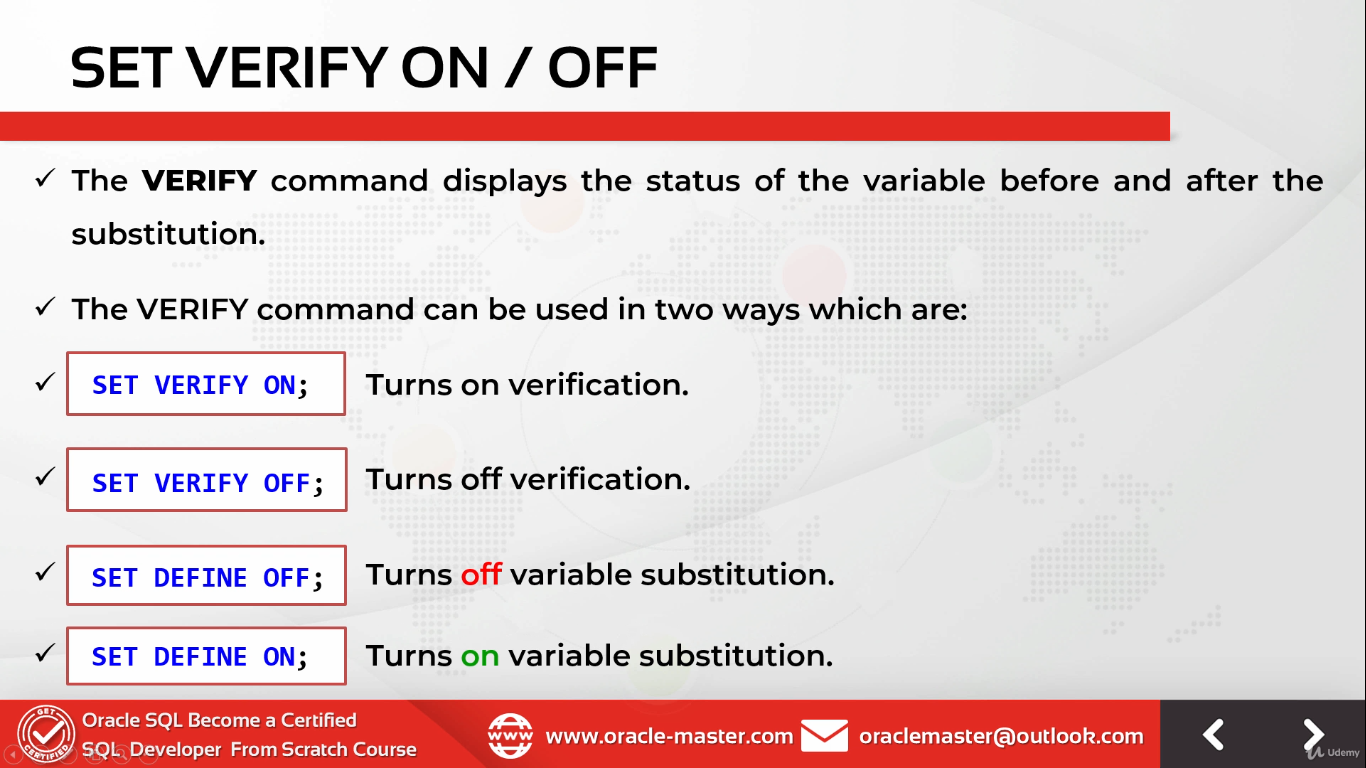 SET VERIFY ON / OFF
✓ The VERIFY command displays the status of the variable before and after the
substitution.
✓ The VERIFY command can be used in two ways which are:
✓ SET VERIFY ON; Turns on verification.
✓ SET VERIFY OFF; Turns off verification.
✓ SET DEFINE OFF; Turns off variable substitution.
✓ SET DEFINE ON; Turns on variable substitution.
GET CERTIFIED
Oracle SQL Become a Certified
SQL Developer From Scratch Course
www
www.oracle-master.com
oraclemaster@outlook.com
Udemy